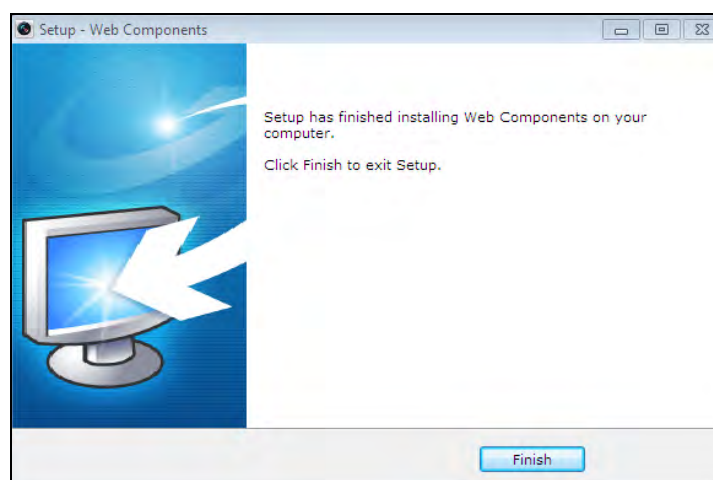 Setup - Web Components
Setup has finished installing Web Components on your
computer.
Click Finish to exit Setup.
Finish